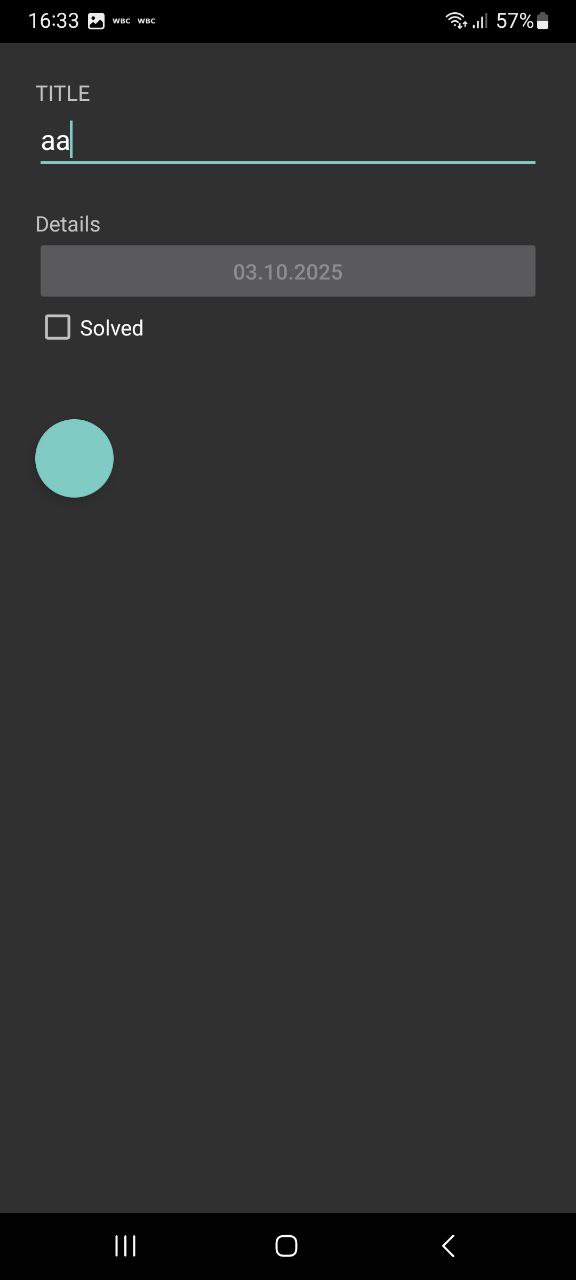 16:33 WBC WBC 57%
TITLE
aa
Details
03.10.2025
Solved